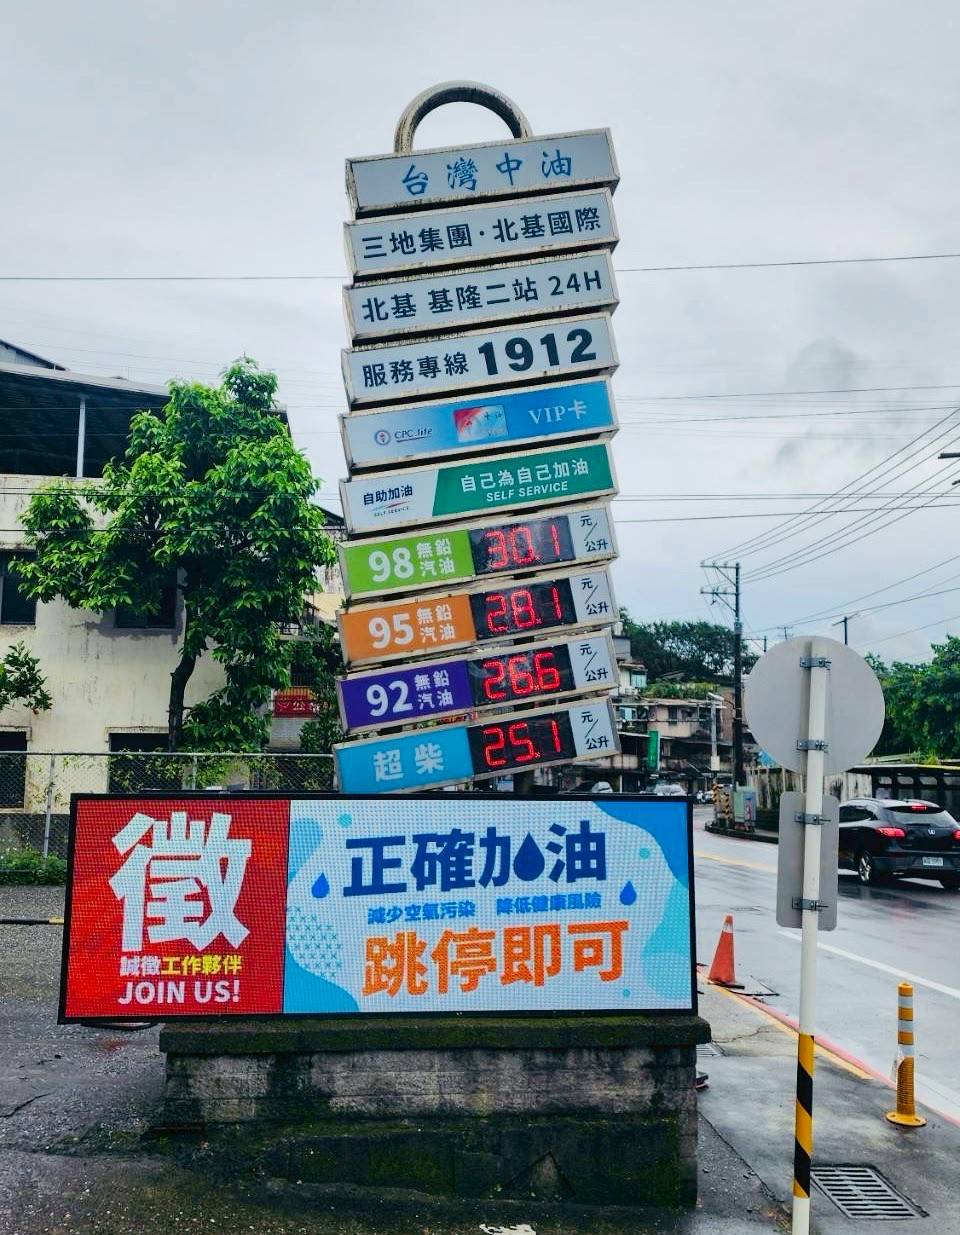 台灣中油
三地集團·北基國際
北基 基隆二站 24H
服務專線 1912
CPC life VIP卡
自助加油 自己為自己加油
SELF SERVICE SELF SERVICE
98 無鉛汽油 30.1 元/公升
95 無鉛汽油 28.1 元/公升
92 無鉛汽油 26.6 元/公升
超柴 25.1 元/公升
徵
誠徵工作夥伴
JOIN US!
正確加油
減少空氣污染 降低健康風險
跳停即可